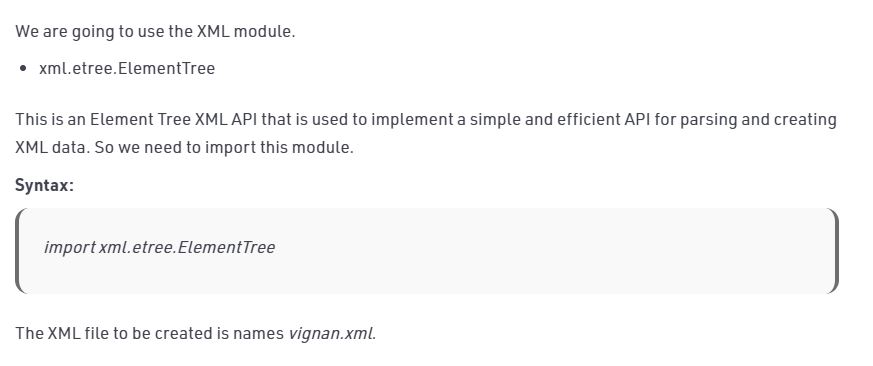 We are going to use the XML module.
• xml.etree.ElementTree
This is an Element Tree XML API that is used to implement a simple and efficient API for parsing and creating
XML data. So we need to import this module.
Syntax:
import xml.etree.ElementTree
The XML file to be created is names vignan.xml.